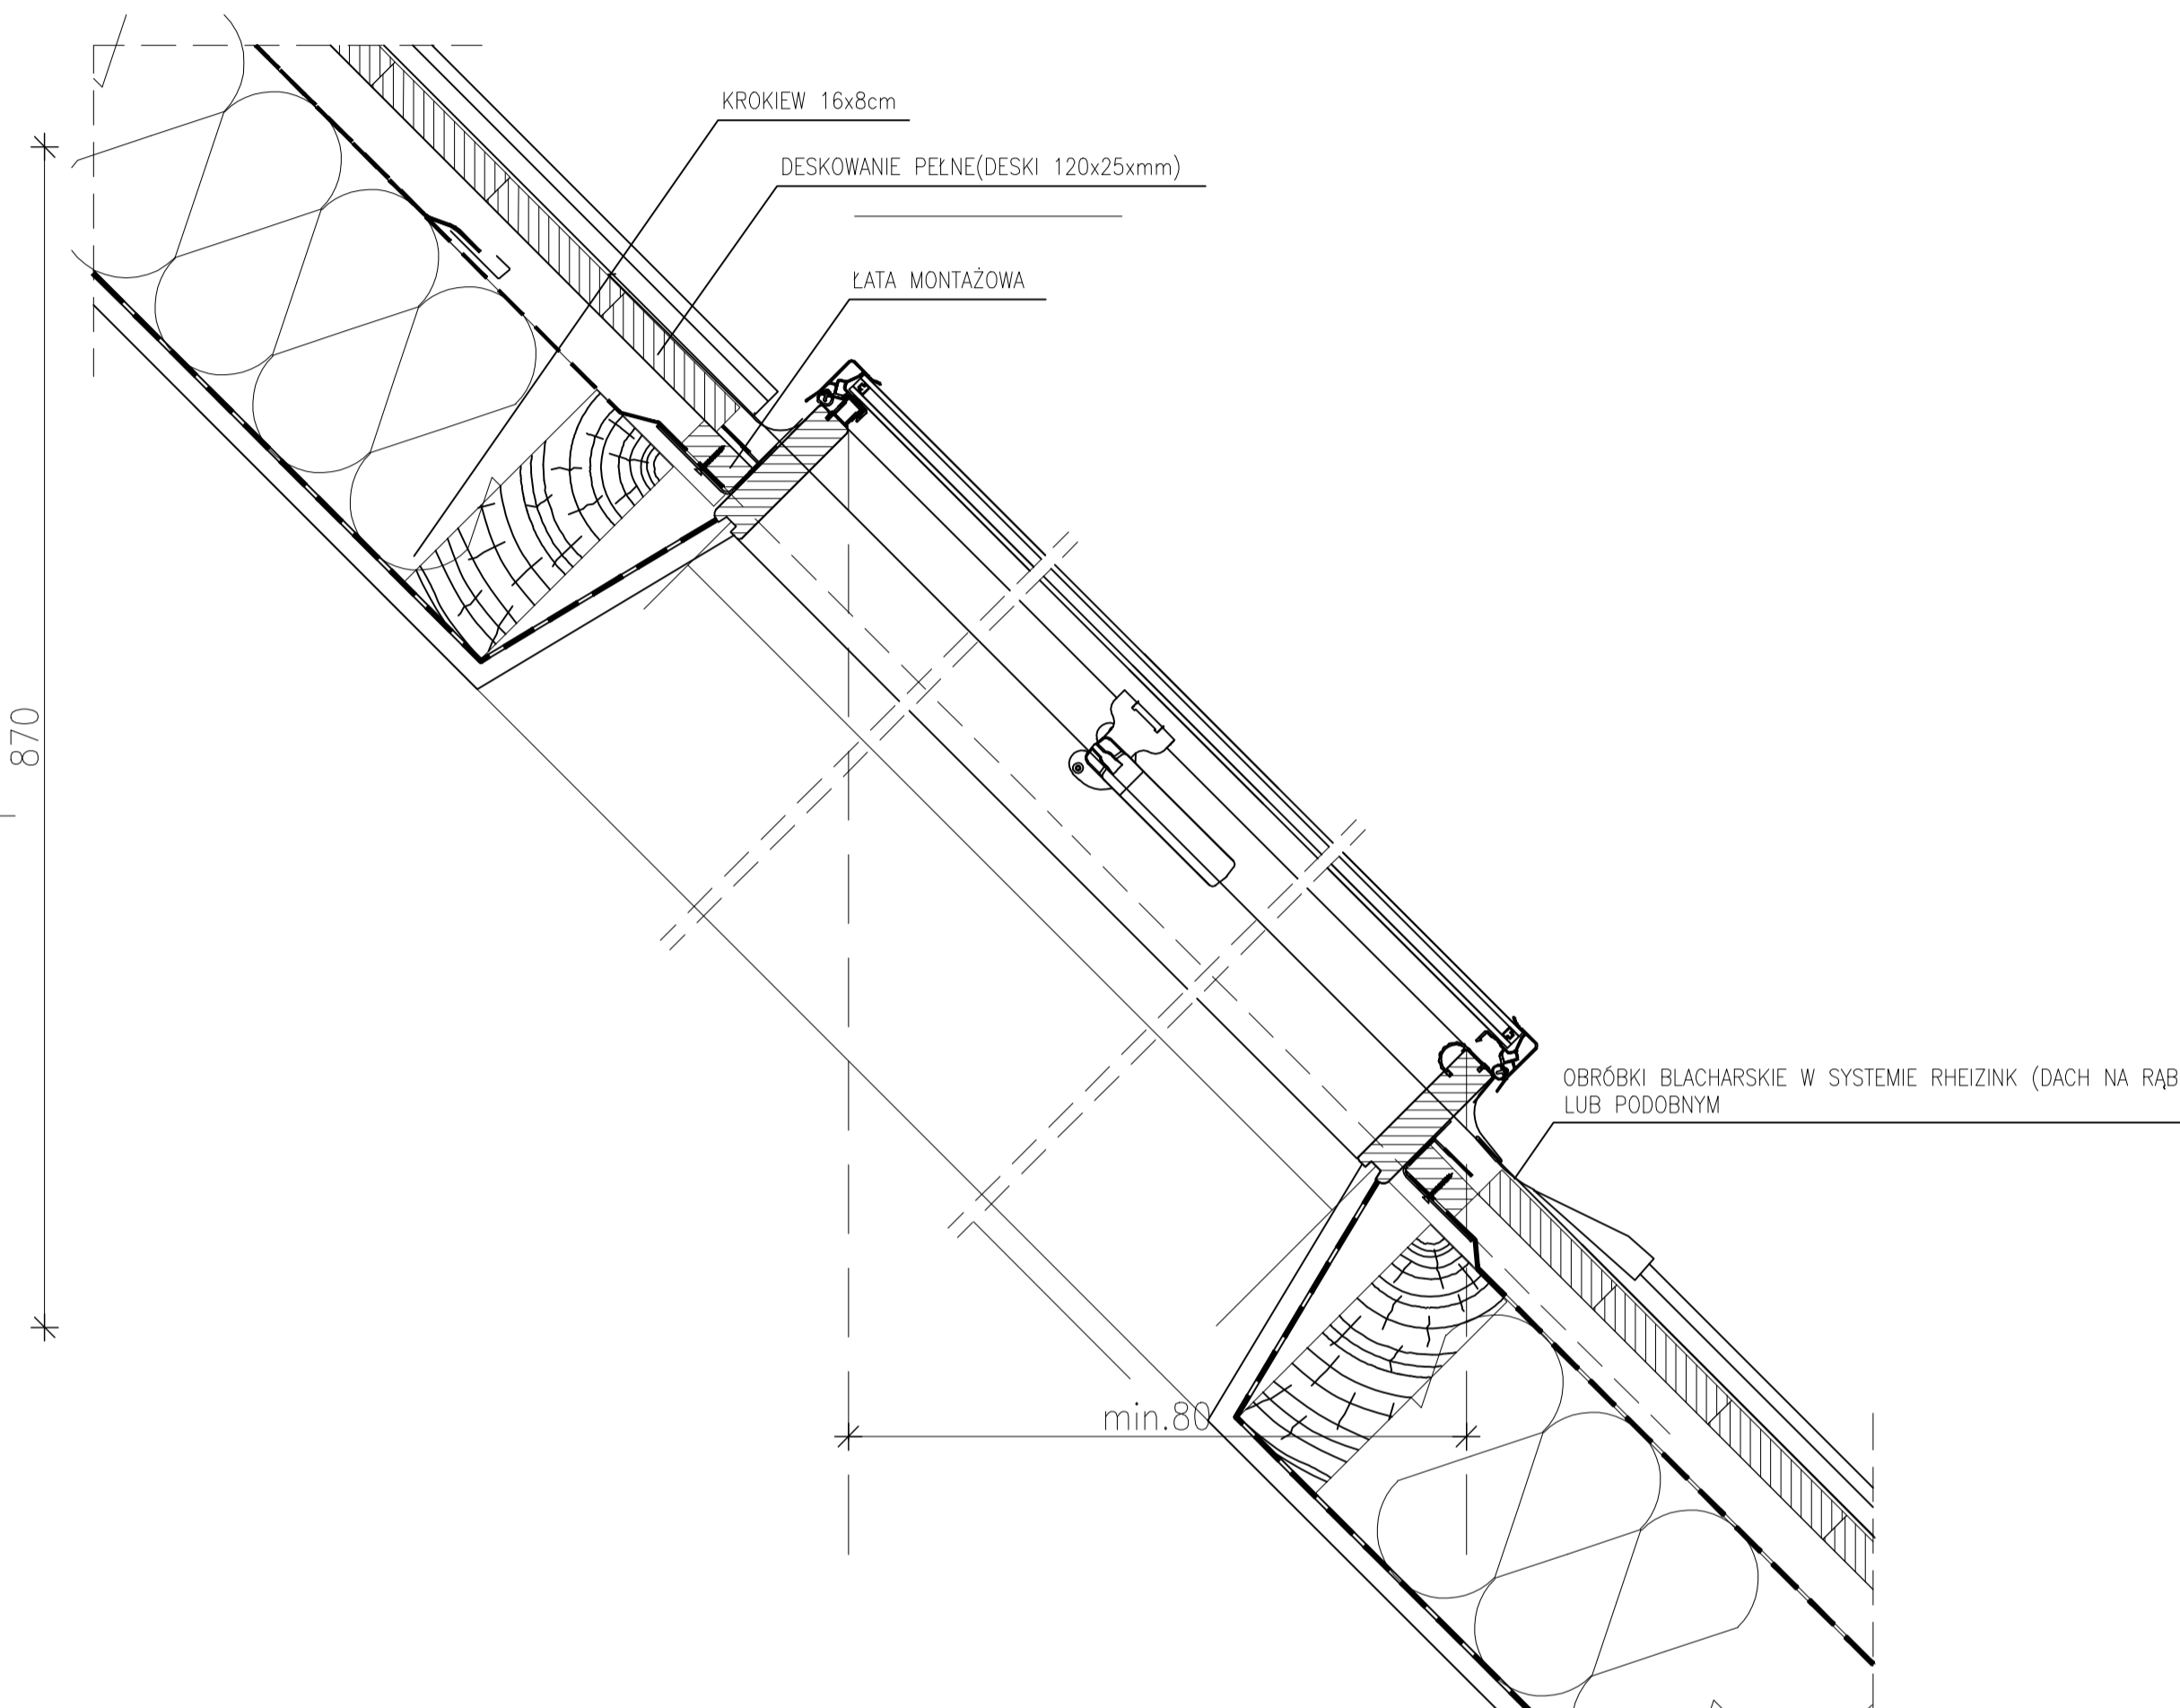 KROKIEW 16x8cm
DESKOWANIE PEŁNE(DESKI 120x25xmm)
ŁATA MONTAŻOWA
870
OBRÓBKI BLACHARSKIE W SYSTEMIE RHEIZINK (DACH NA RĄB
LUB PODOBNYM
min.80